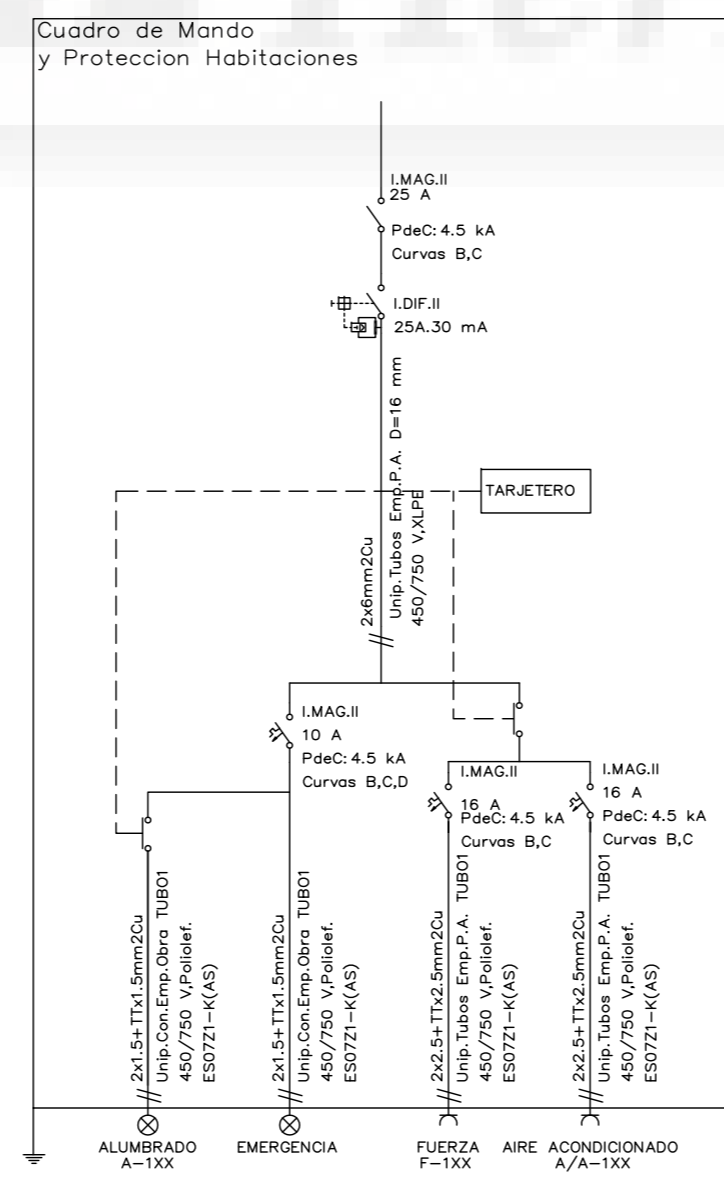 Cuadro de Mando
y Proteccion Habitaciones
I.MAG.II
25 A
PdeC: 4.5 kA
Curvas B,C
I.DIF.II
25A.30 mA
2x6mm2Cu
Unip.Tubos Emp.P.A. D=16 mm
450/750 V,XLPE
TARJETERO
I.MAG.II
10 A
PdeC: 4.5 kA
Curvas B,C,D
I.MAG.II
16 A
PdeC: 4.5 kA
Curvas B,C
I.MAG.II
16 A
PdeC: 4.5 kA
Curvas B,C
2x1.5+TTx1.5mm2Cu
Unip.Con.Emp.Obra TUBO1
450/750 V,Poliolef.
ES07Z1-K(AS)
2x1.5+TTx1.5mm2Cu
Unip.Con.Emp.Obra TUBO1
450/750 V,Poliolef.
ES07Z1-K(AS)
2x2.5+TTx2.5mm2Cu
Unip.Tubos Emp.P.A. TUBO1
450/750 V,Poliolef.
ES07Z1-K(AS)
2x2.5+TTx2.5mm2Cu
Unip.Tubos Emp.P.A. TUBO1
450/750 V,Poliolef.
ES07Z1-K(AS)
ALUMBRADO
A-1XX
EMERGENCIA
FUERZA
F-1XX
AIRE ACONDICIONADO
A/A-1XX